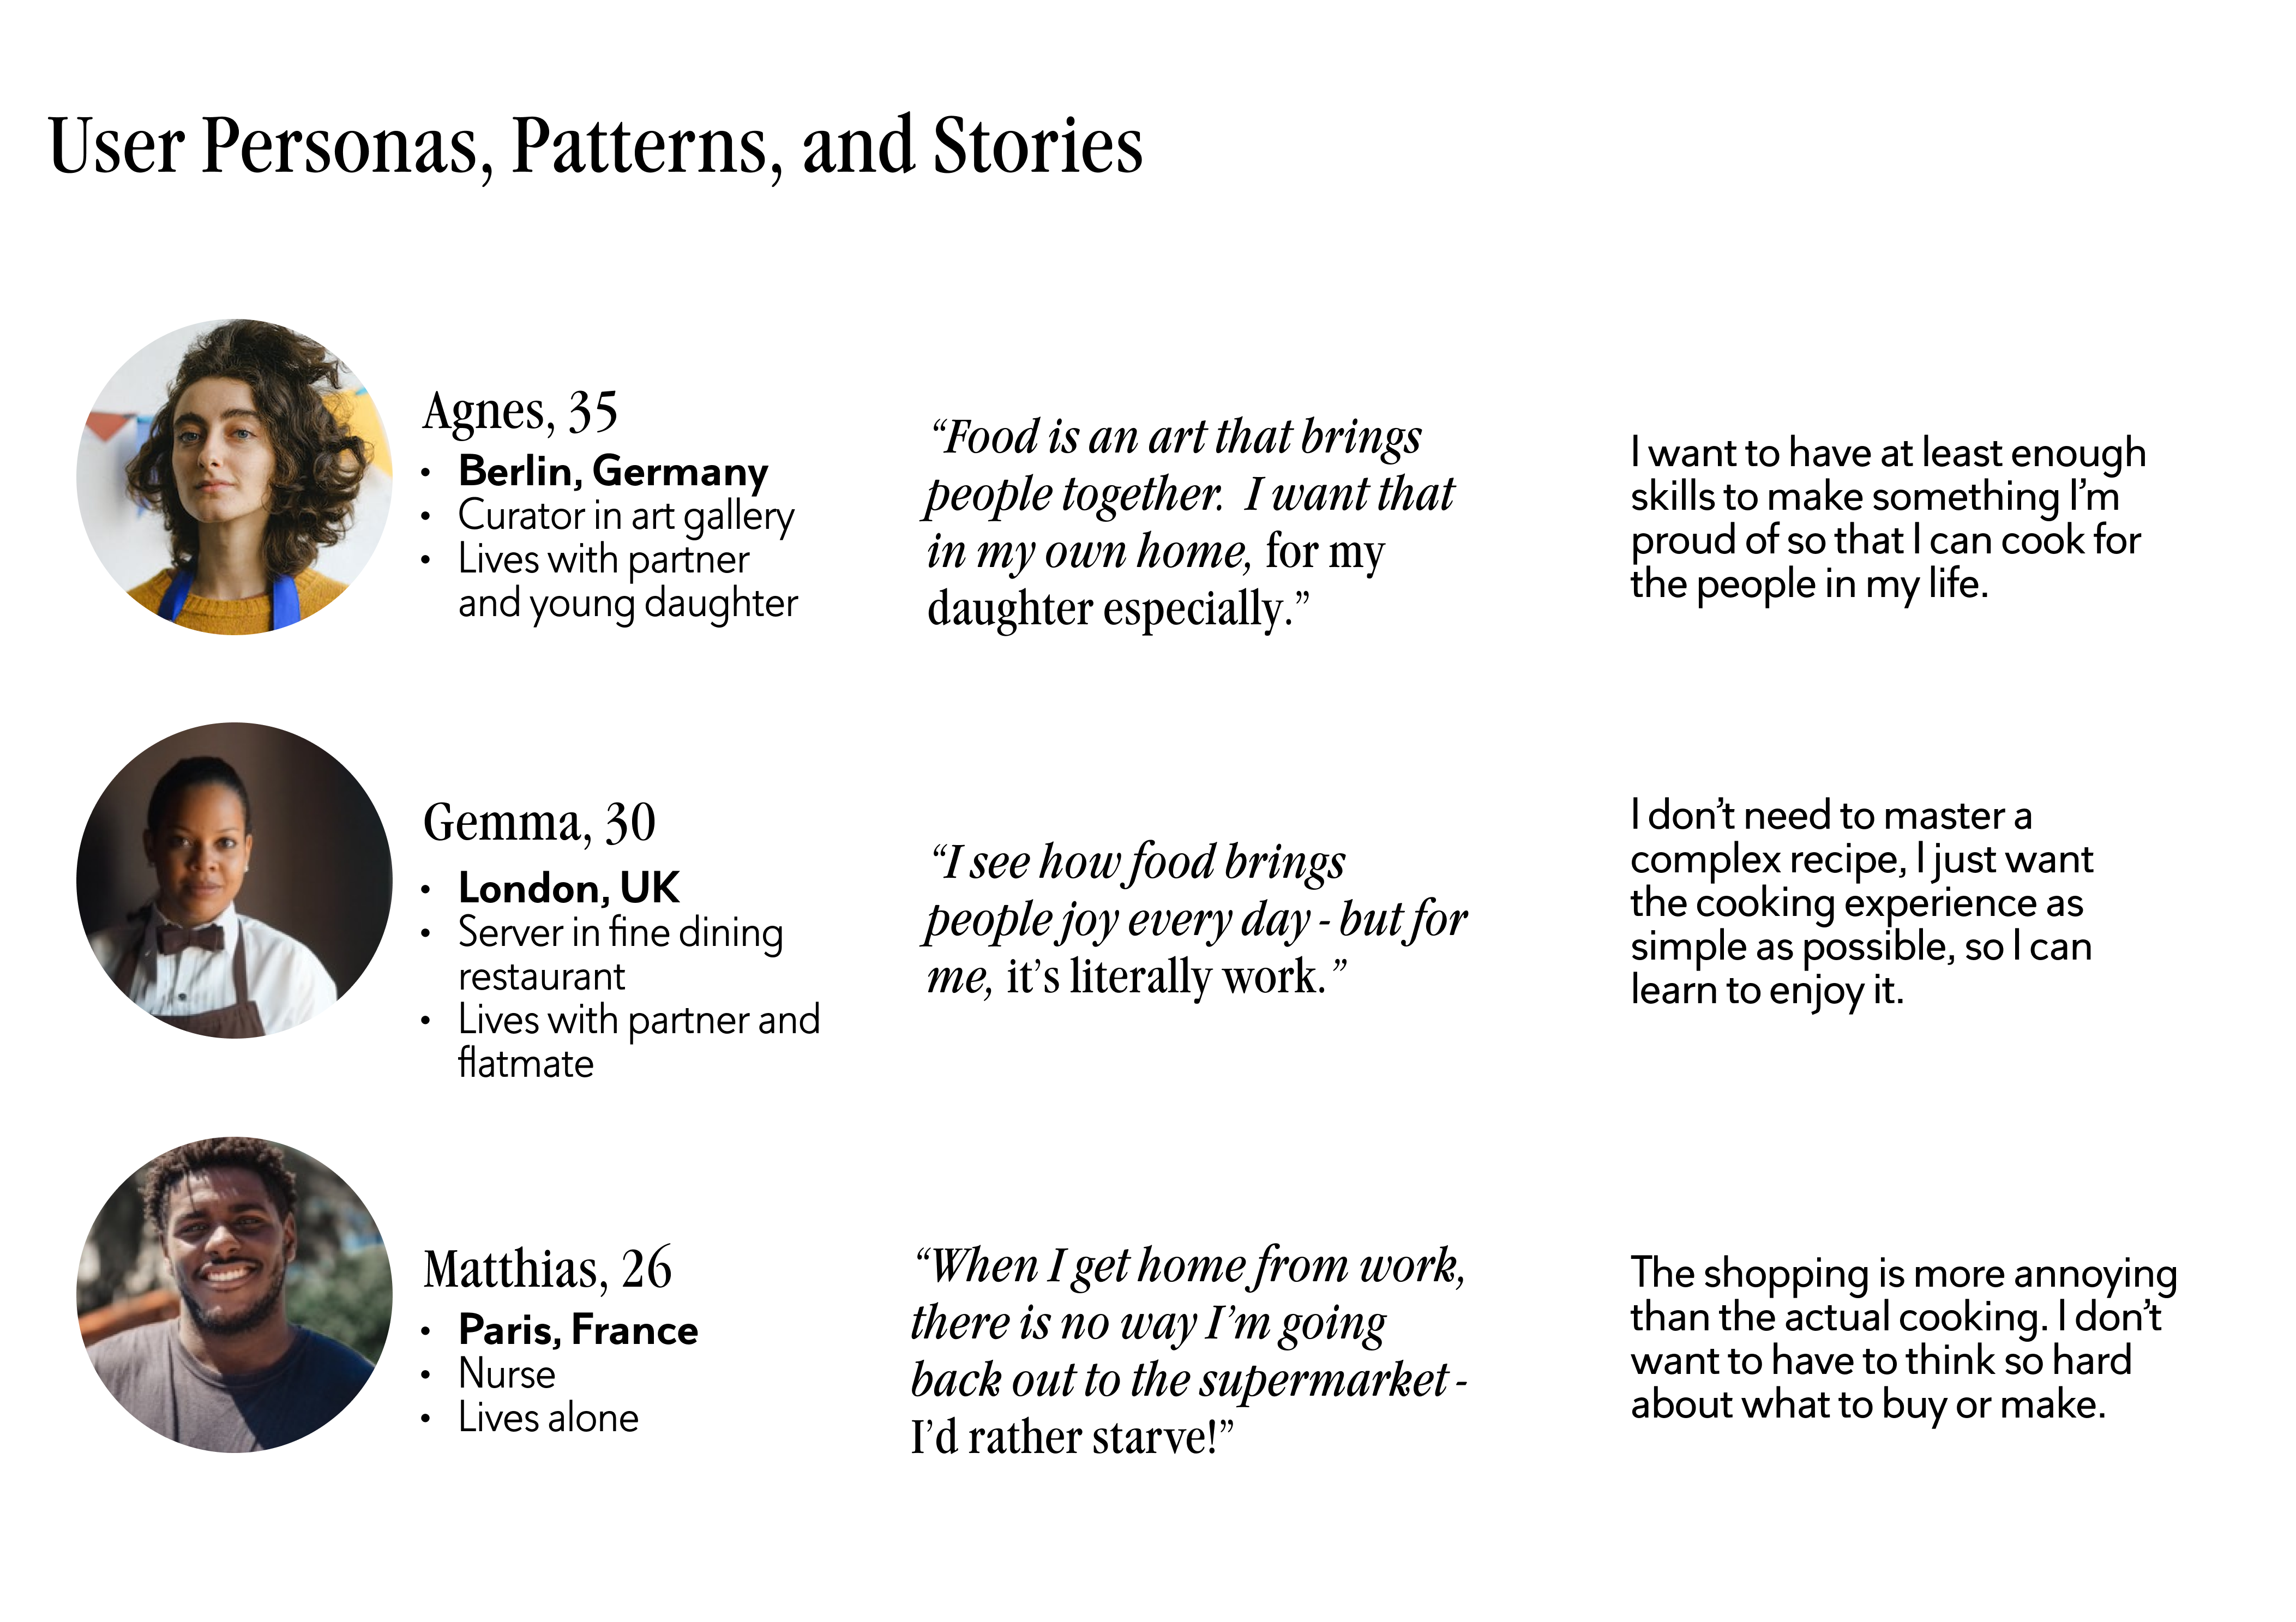 User Personas, Patterns, and Stories
Agnes, 35
• Berlin, Germany
• Curator in art gallery
• Lives with partner
and young daughter
“Food is an art that brings
people together.  I want that
in my own home, for my
daughter especially.”
I want to have at least enough
skills to make something I’m
proud of so that I can cook for
the people in my life.
Gemma, 30
• London, UK
• Server in fine dining
restaurant
• Lives with partner and
flatmate
“I see how food brings
people joy every day - but for
me, it’s literally work.”
I don’t need to master a
complex recipe, I just want
the cooking experience as
simple as possible, so I can
learn to enjoy it.
Matthias, 26
• Paris, France
• Nurse
• Lives alone
“When I get home from work,
there is no way I’m going
back out to the supermarket -
I’d rather starve!”
The shopping is more annoying
than the actual cooking. I don’t
want to have to think so hard
about what to buy or make.